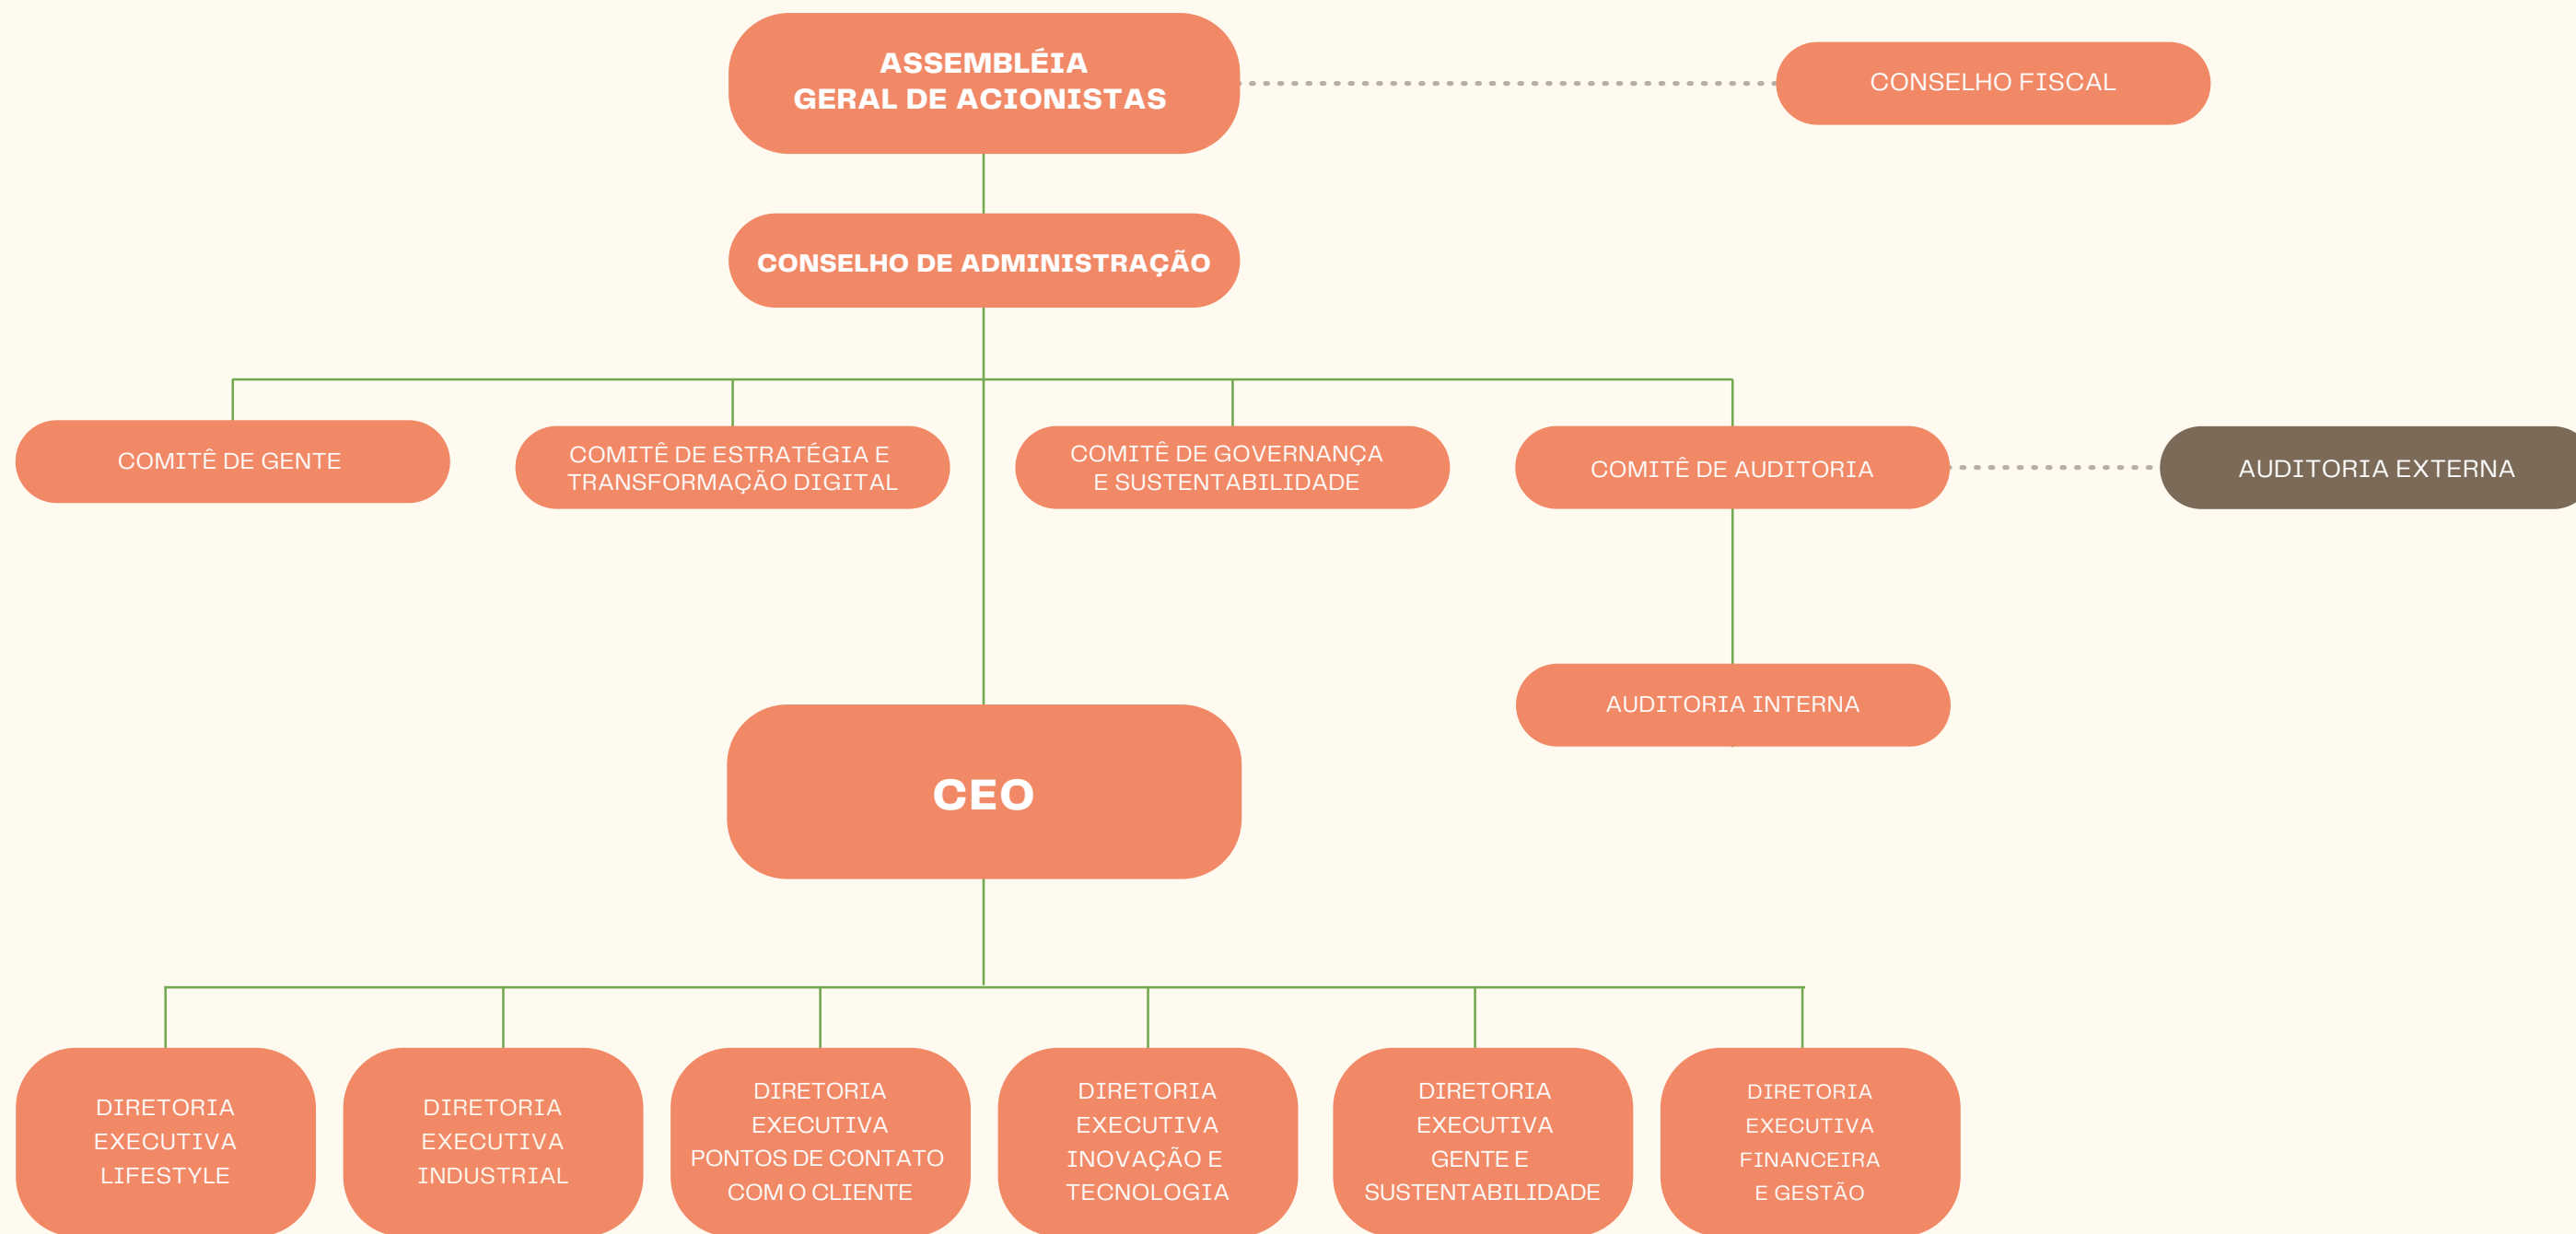 ASSEMBLÉIA
GERAL DE ACIONISTAS
CONSELHO FISCAL
CONSELHO DE ADMINISTRAÇÃO
COMITÊ DE GENTE
COMITÊ DE ESTRATÉGIA E
TRANSFORMAÇÃO DIGITAL
COMITÊ DE GOVERNANÇA
E SUSTENTABILIDADE
COMITÊ DE AUDITORIA
AUDITORIA EXTERNA
AUDITORIA INTERNA
CEO
DIRETORIA
EXECUTIVA
LIFESTYLE
DIRETORIA
EXECUTIVA
INDUSTRIAL
DIRETORIA
EXECUTIVA
PONTOS DE CONTATO
COM O CLIENTE
DIRETORIA
EXECUTIVA
INOVAÇÃO E
TECNOLOGIA
DIRETORIA
EXECUTIVA
GENTE E
SUSTENTABILIDADE
DIRETORIA
EXECUTIVA
FINANCEIRA
E GESTÃO